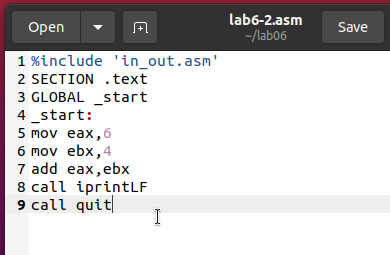 Open
lab6-2.asm
~/lab06
Save
1 %include 'in_out.asm'
2 SECTION .text
3 GLOBAL _start
4 _start:
5 mov eax,6
6 mov ebx,4
7 add eax,ebx
8 call iprintLF
9 call quit